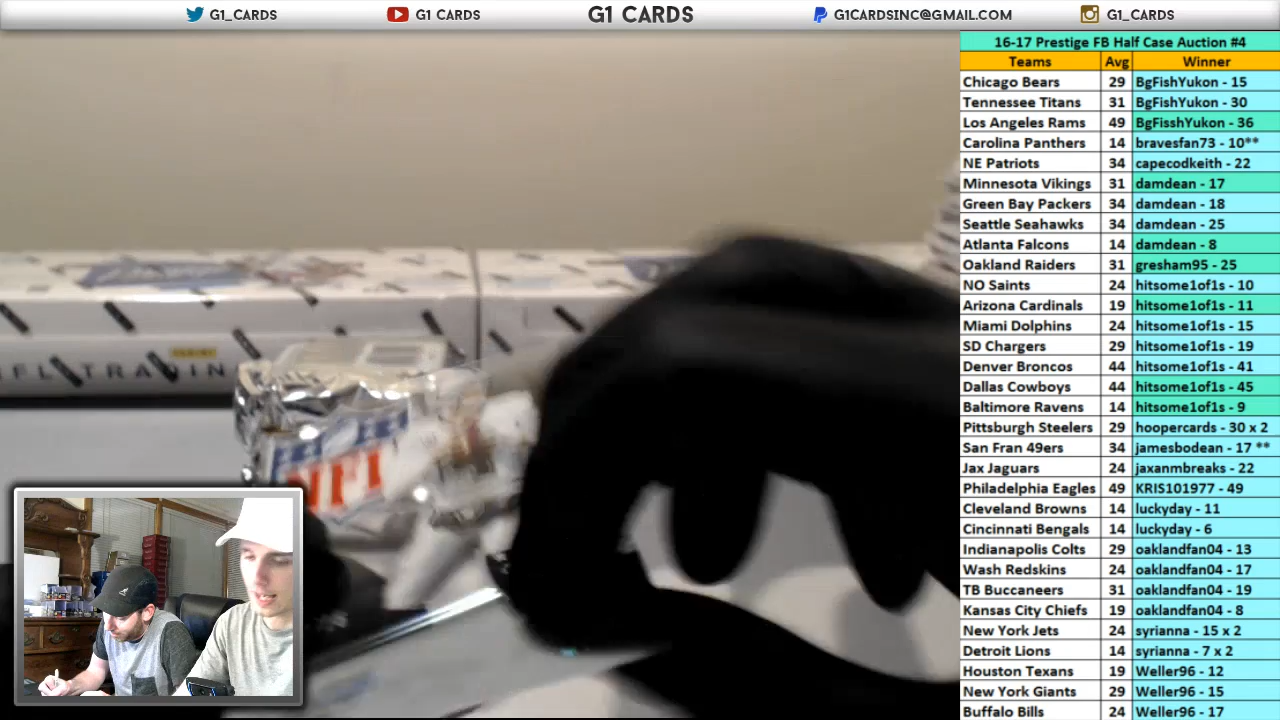 G1_CARDS
G1 CARDS
G1 CARDS
G1CARDSINC@GMAIL.COM
G1_CARDS
16-17 Prestige FB Half Case Auction #4
Teams Avg Winner
Chicago Bears 29 BgFishYukon - 15
Tennessee Titans 31 BgFishYukon - 30
Los Angeles Rams 49 BgFisshYukon - 36
Carolina Panthers 14 bravesfan73 - 10**
NE Patriots 34 capecodkeith - 22
Minnesota Vikings 31 damdean - 17
Green Bay Packers 34 damdean - 18
Seattle Seahawks 34 damdean - 25
Atlanta Falcons 14 damdean - 8
Oakland Raiders 31 gresham95 - 25
NO Saints 24 hitsome1of1s - 10
Arizona Cardinals 19 hitsome1of1s - 11
Miami Dolphins 24 hitsome1of1s - 15
SD Chargers 29 hitsome1of1s - 19
Denver Broncos 44 hitsome1of1s - 41
Dallas Cowboys 44 hitsome1of1s - 45
Baltimore Ravens 14 hitsome1of1s - 9
Pittsburgh Steelers 29 hoopercards - 30 x 2
San Fran 49ers 34 jamesbodean - 17 **
Jax Jaguars 24 jaxanmbreaks - 22
Philadelphia Eagles 49 KRIS101977 - 49
Cleveland Browns 14 luckyday - 11
Cincinnati Bengals 14 luckyday - 6
Indianapolis Colts 29 oaklandfan04 - 13
Wash Redskins 24 oaklandfan04 - 17
TB Buccaneers 31 oaklandfan04 - 19
Kansas City Chiefs 19 oaklandfan04 - 8
New York Jets 24 syrianna - 15 x 2
Detroit Lions 14 syrianna - 7 x 2
Houston Texans 19 Weller96 - 12
New York Giants 29 Weller96 - 15
Buffalo Bills 24 Weller96 - 17
NFL TRADIN
NFL